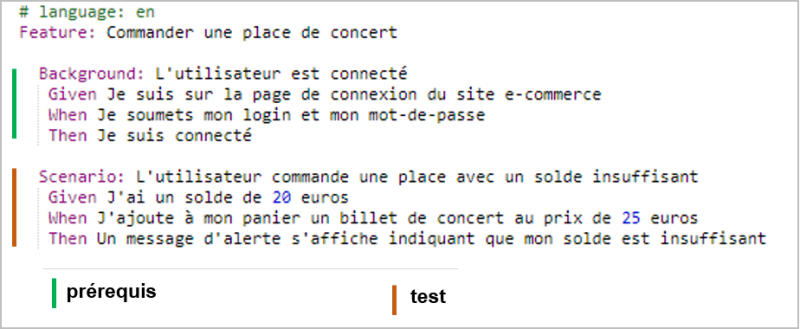 # language: en
Feature: Commander une place de concert
Background: L'utilisateur est connecté
Given Je suis sur la page de connexion du site e-commerce
When Je soumets mon login et mon mot-de-passe
Then Je suis connecté
Scenario: L'utilisateur commande une place avec un solde insuffisant
Given J'ai un solde de 20 euros
When J'ajoute à mon panier un billet de concert au prix de 25 euros
Then Un message d'alerte s’affiche indiquant que mon solde est insuffisant
prérequis
test